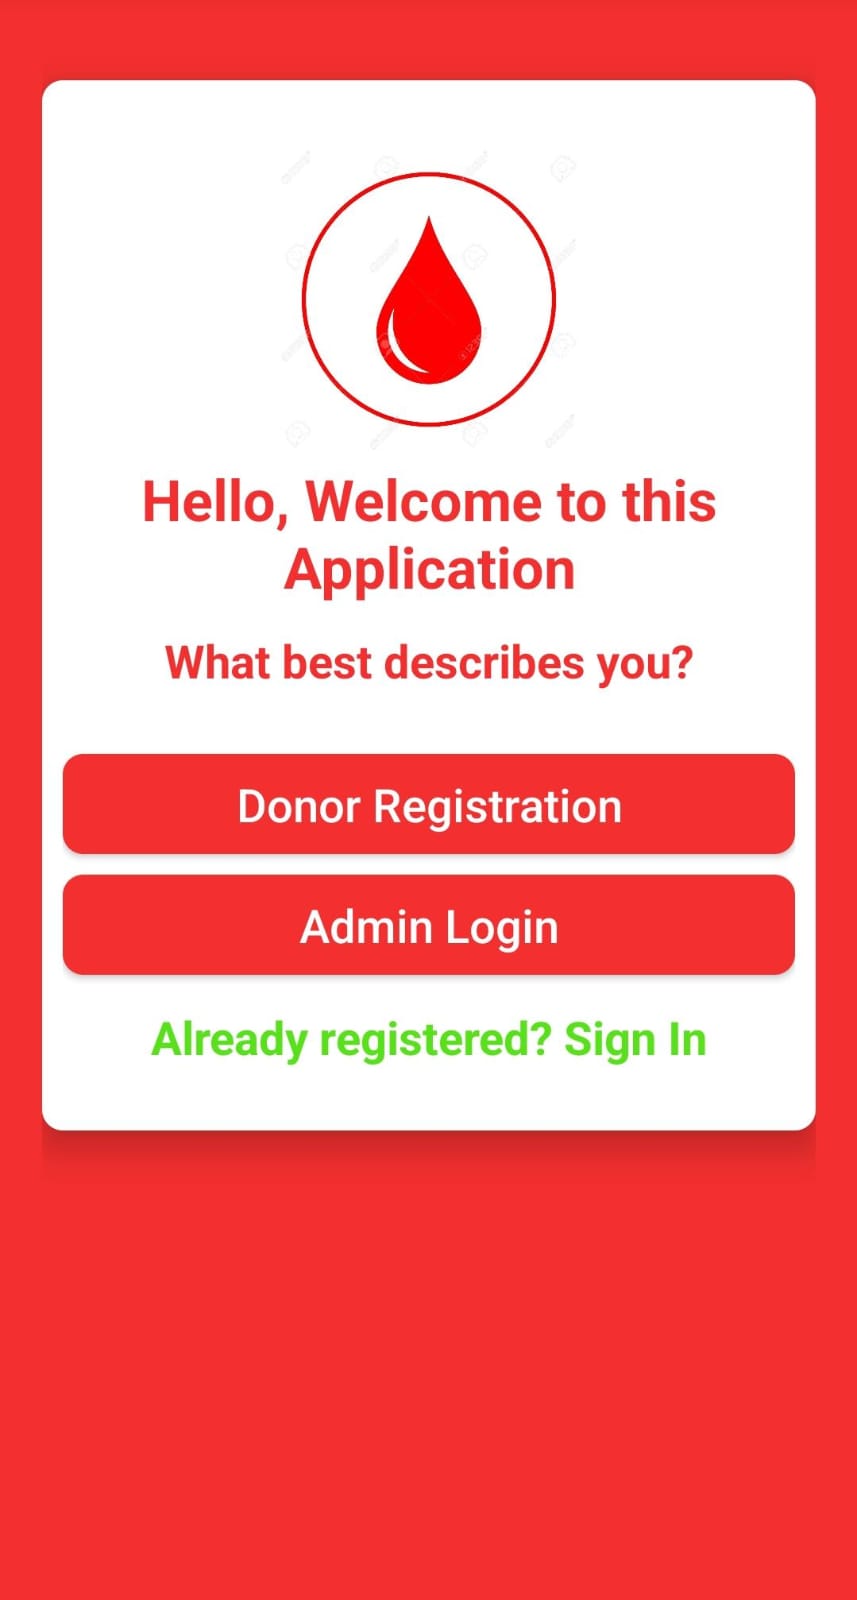 Hello, Welcome to this
Application
What best describes you?
Donor Registration
Admin Login
Already registered? Sign In